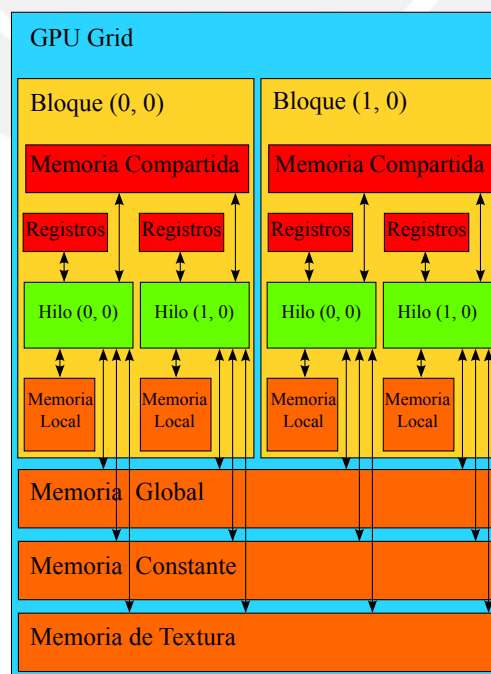 GPU Grid
Bloque (0, 0)
Bloque (1, 0)
Memoria Compartida
Memoria Compartida
Registros
Registros
Registros
Registros
Hilo (0, 0)
Hilo (1, 0)
Hilo (0, 0)
Hilo (1, 0)
Memoria
Local
Memoria
Local
Memoria
Local
Memoria
Local
Memoria Global
Memoria Constante
Memoria de Textura